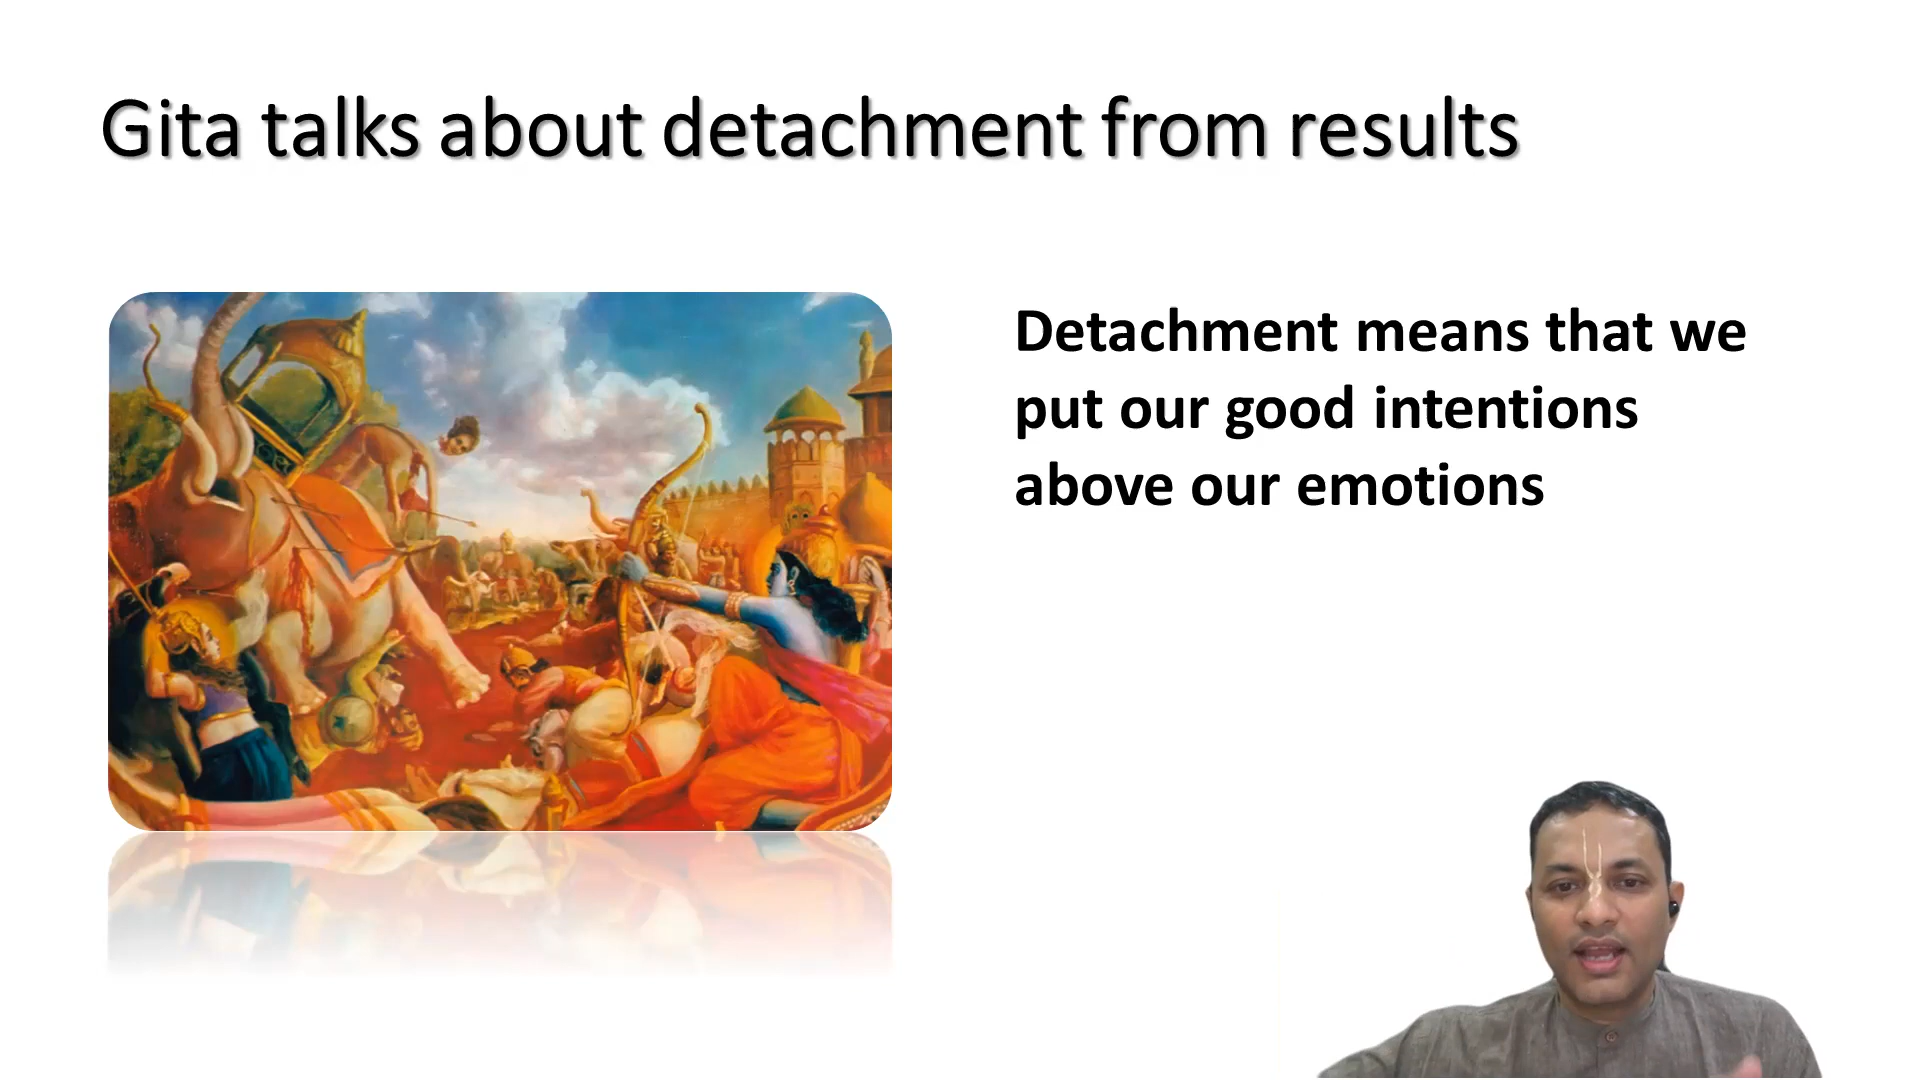 Gita talks about detachment from results
Detachment means that we
put our good intentions
above our emotions